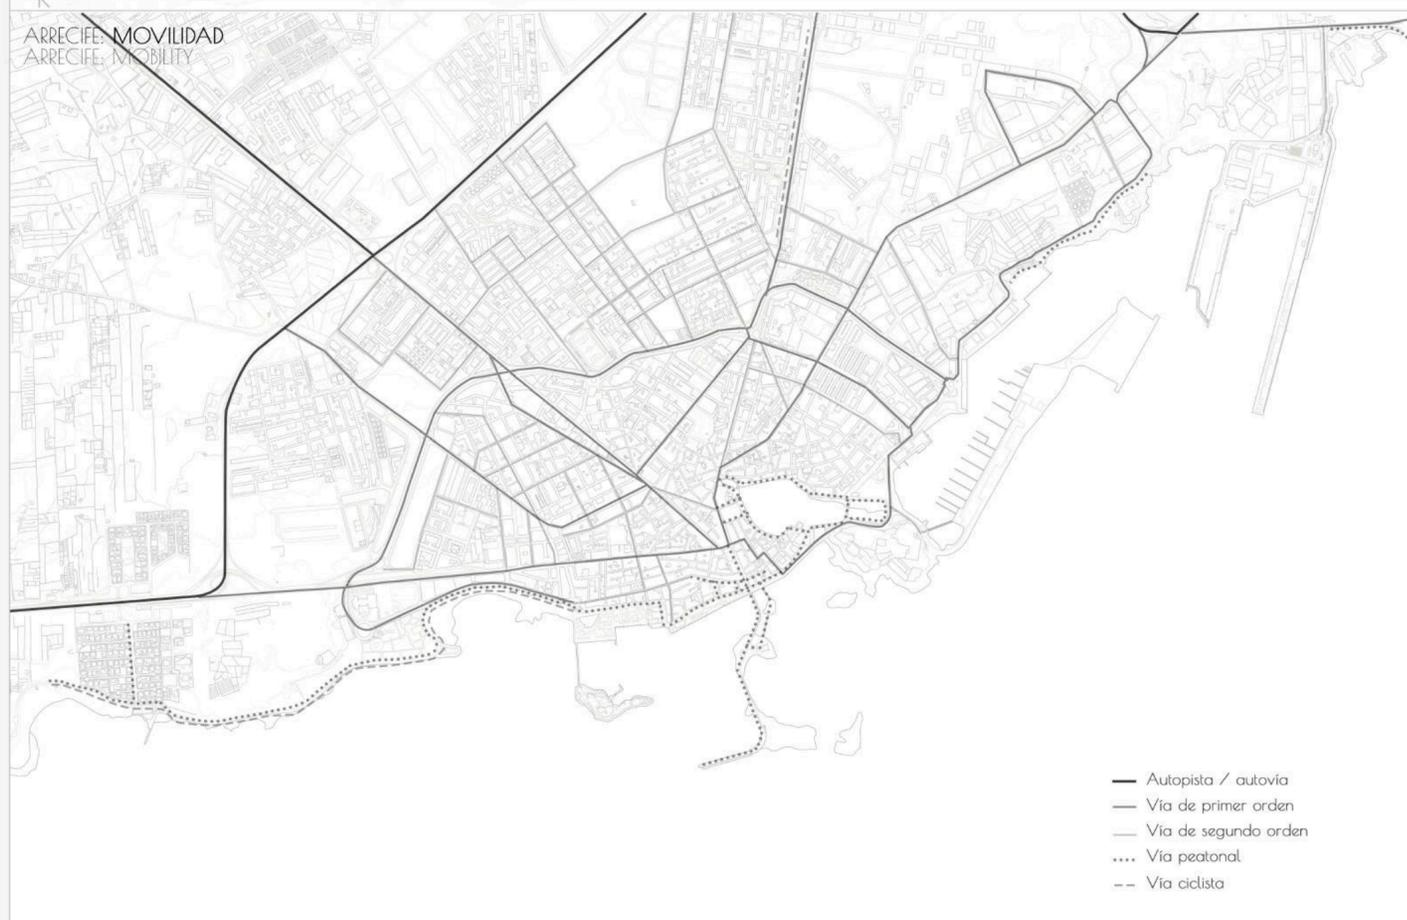 ARRECIFE: MOVILIDAD
ARRECIFE: MOBILITY
Autopista / autovía
Vía de primer orden
Vía de segundo orden
Vía peatonal
Vía ciclista